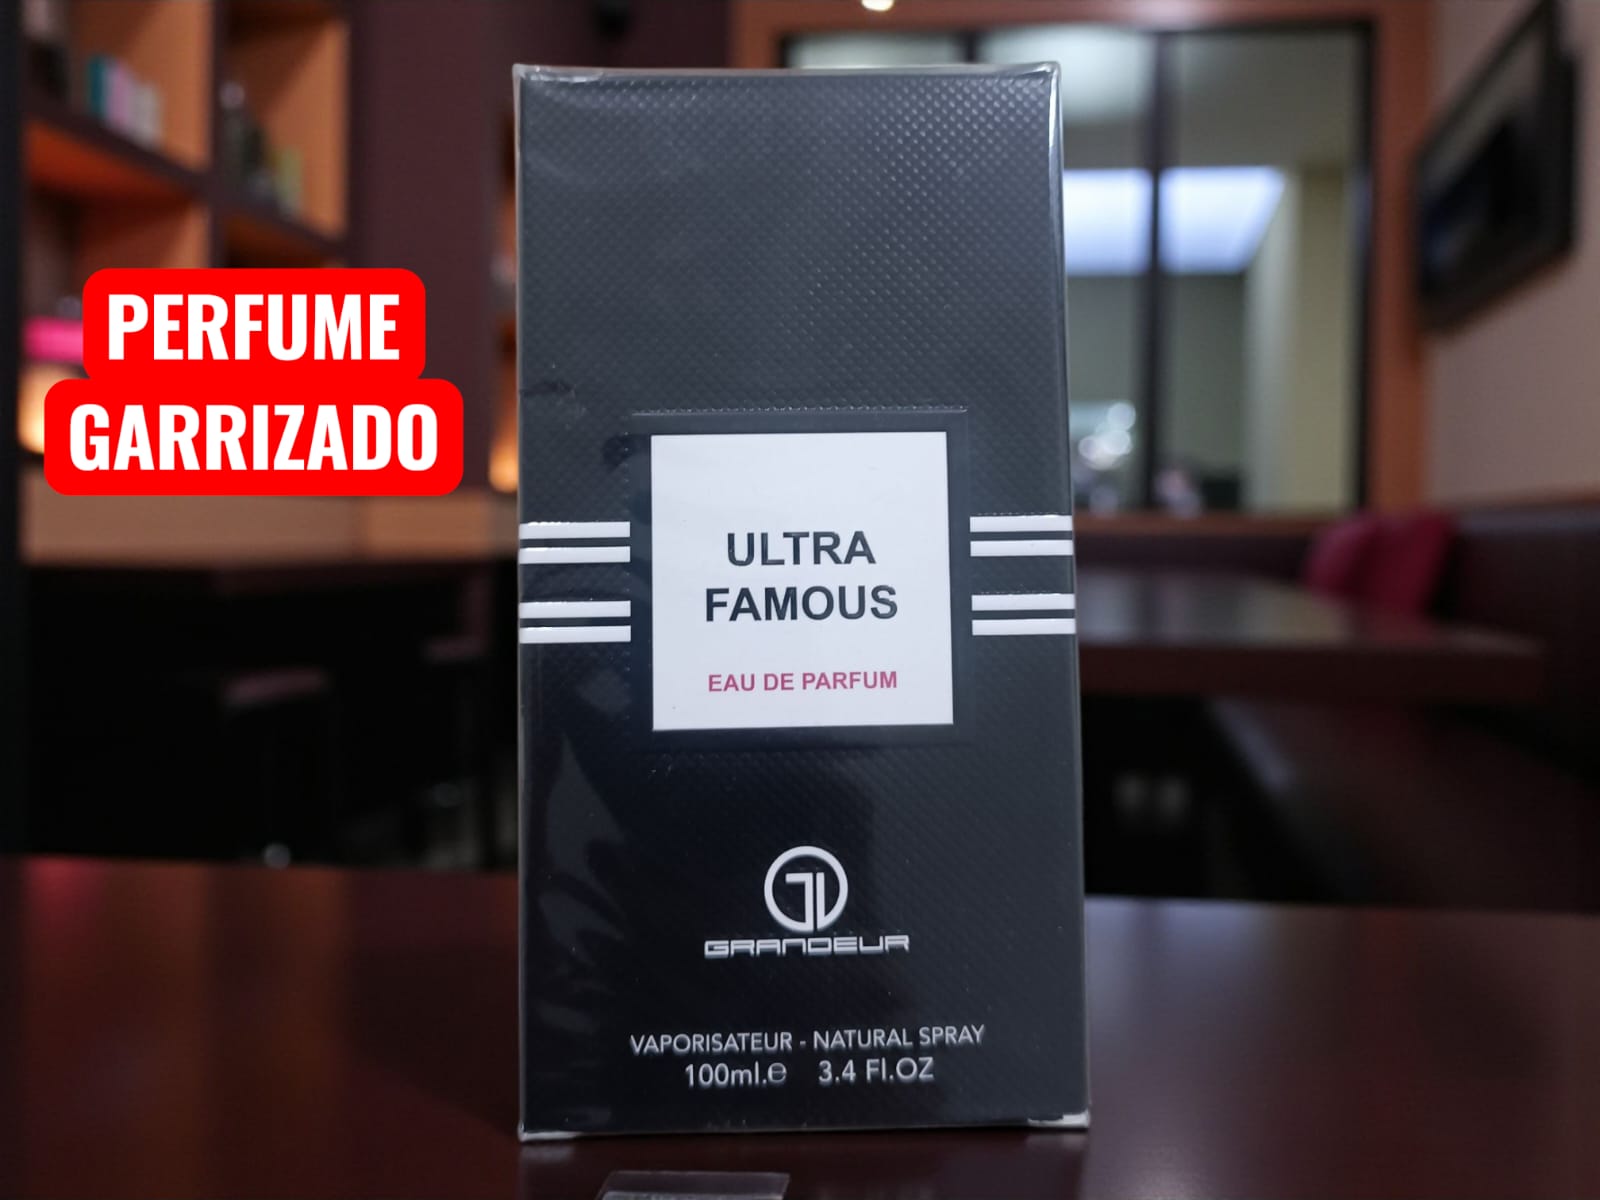 PERFUME
GARRIZADO
ULTRA
FAMOUS
EAU DE PARFUM
GRANDEUR
VAPORISATEUR - NATURAL SPRAY
100ml.e 3.4 Fl.OZ